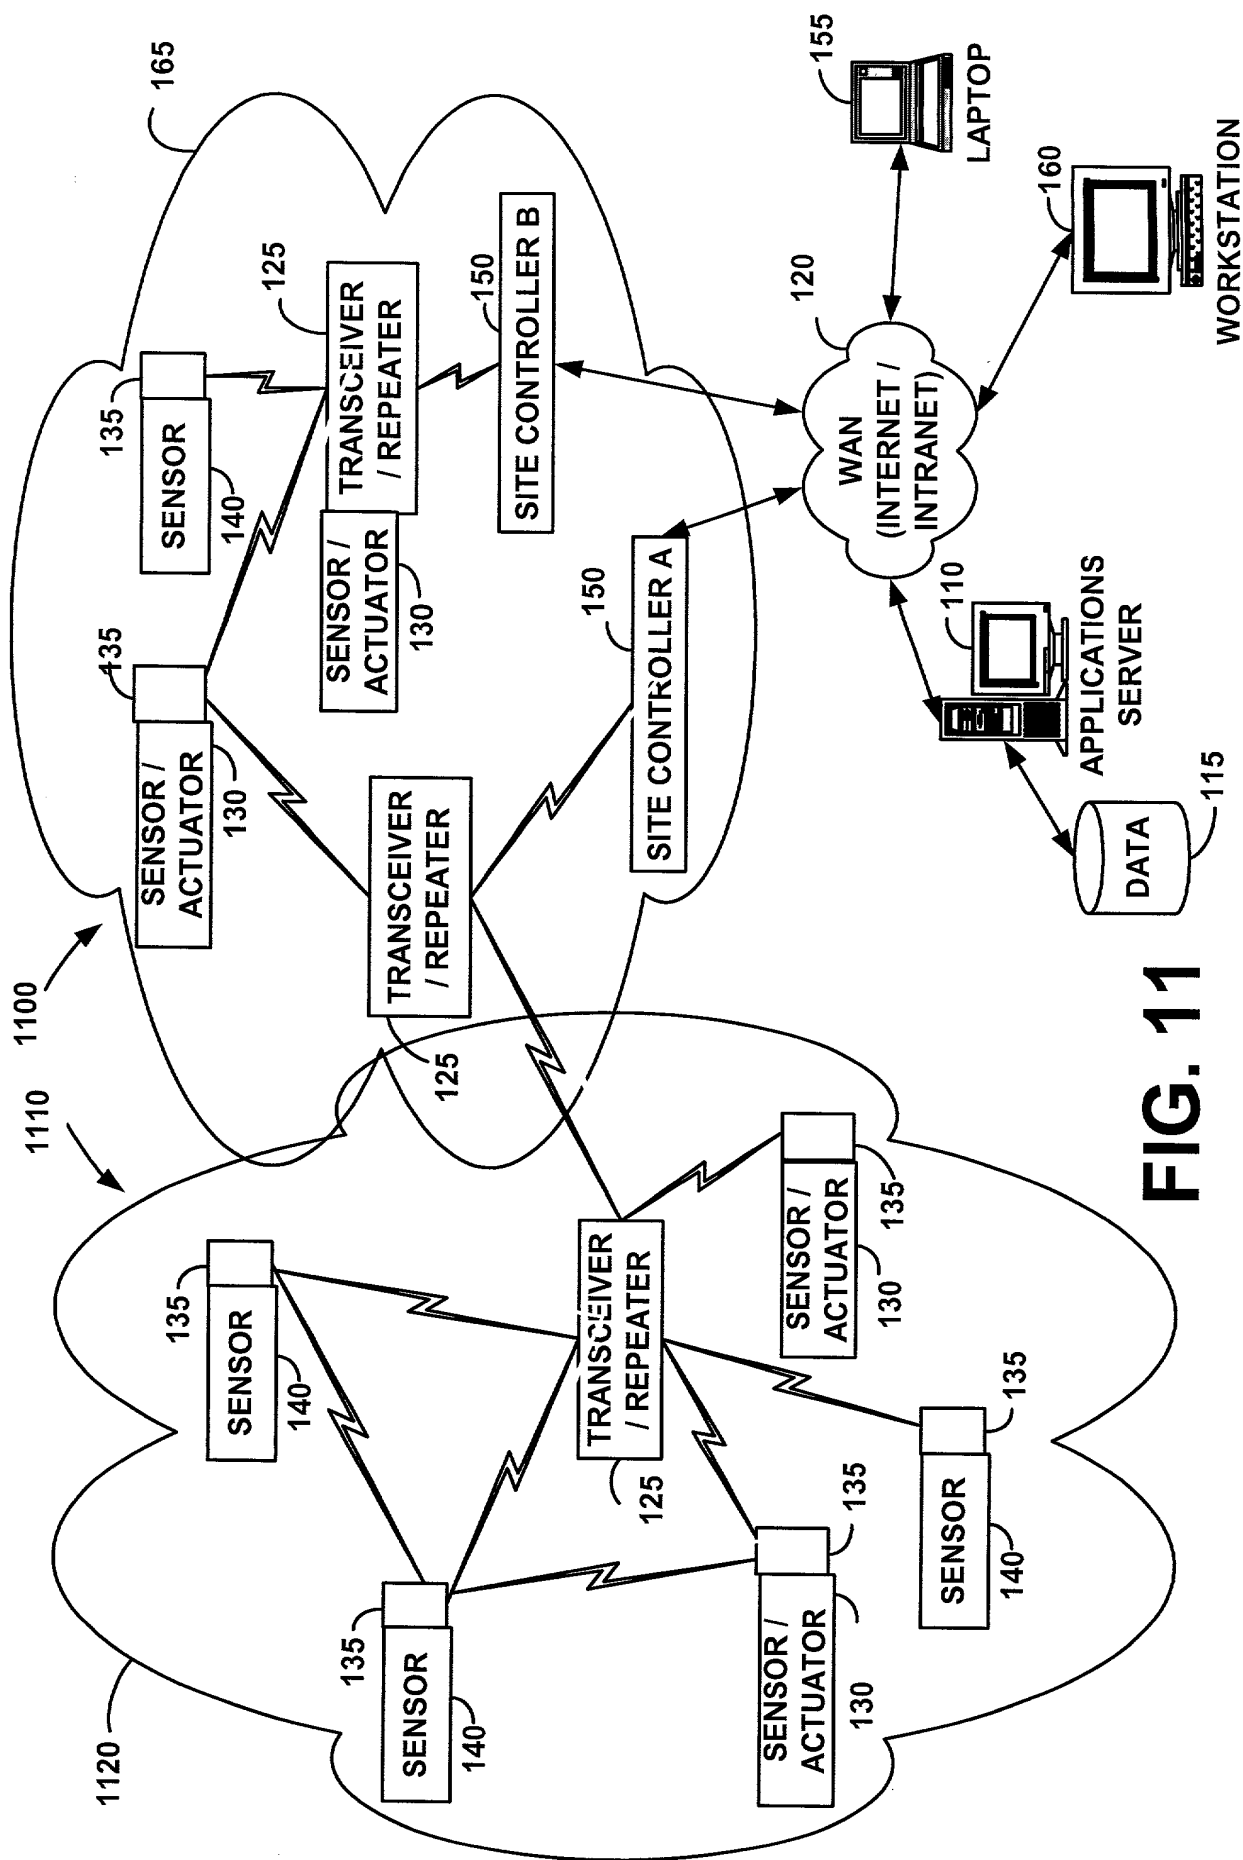 1120
1110
1100
165
135
SENSOR
140
135
SENSOR
140
135
SENSOR /
ACTUATOR
130
135
SENSOR
140
125
TRANSCEIVER
/ REPEATER
125
TRANSCEIVER
/ REPEATER
SENSOR /
ACTUATOR
130
125
TRANSCEIVER
/ REPEATER
150
SITE CONTROLLER B
150
SITE CONTROLLER A
SENSOR /
ACTUATOR
130
135
SENSOR /
ACTUATOR
130
135
SENSOR
140
135
120
WAN
(INTERNET /
INTRANET)
155
LAPTOP
160
WORKSTATION
110
APPLICATIONS
SERVER
DATA
115
FIG. 11